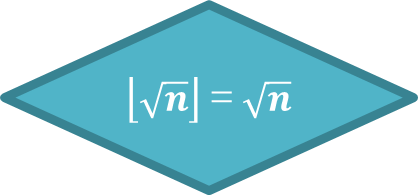 ⌊√n⌋ = √n